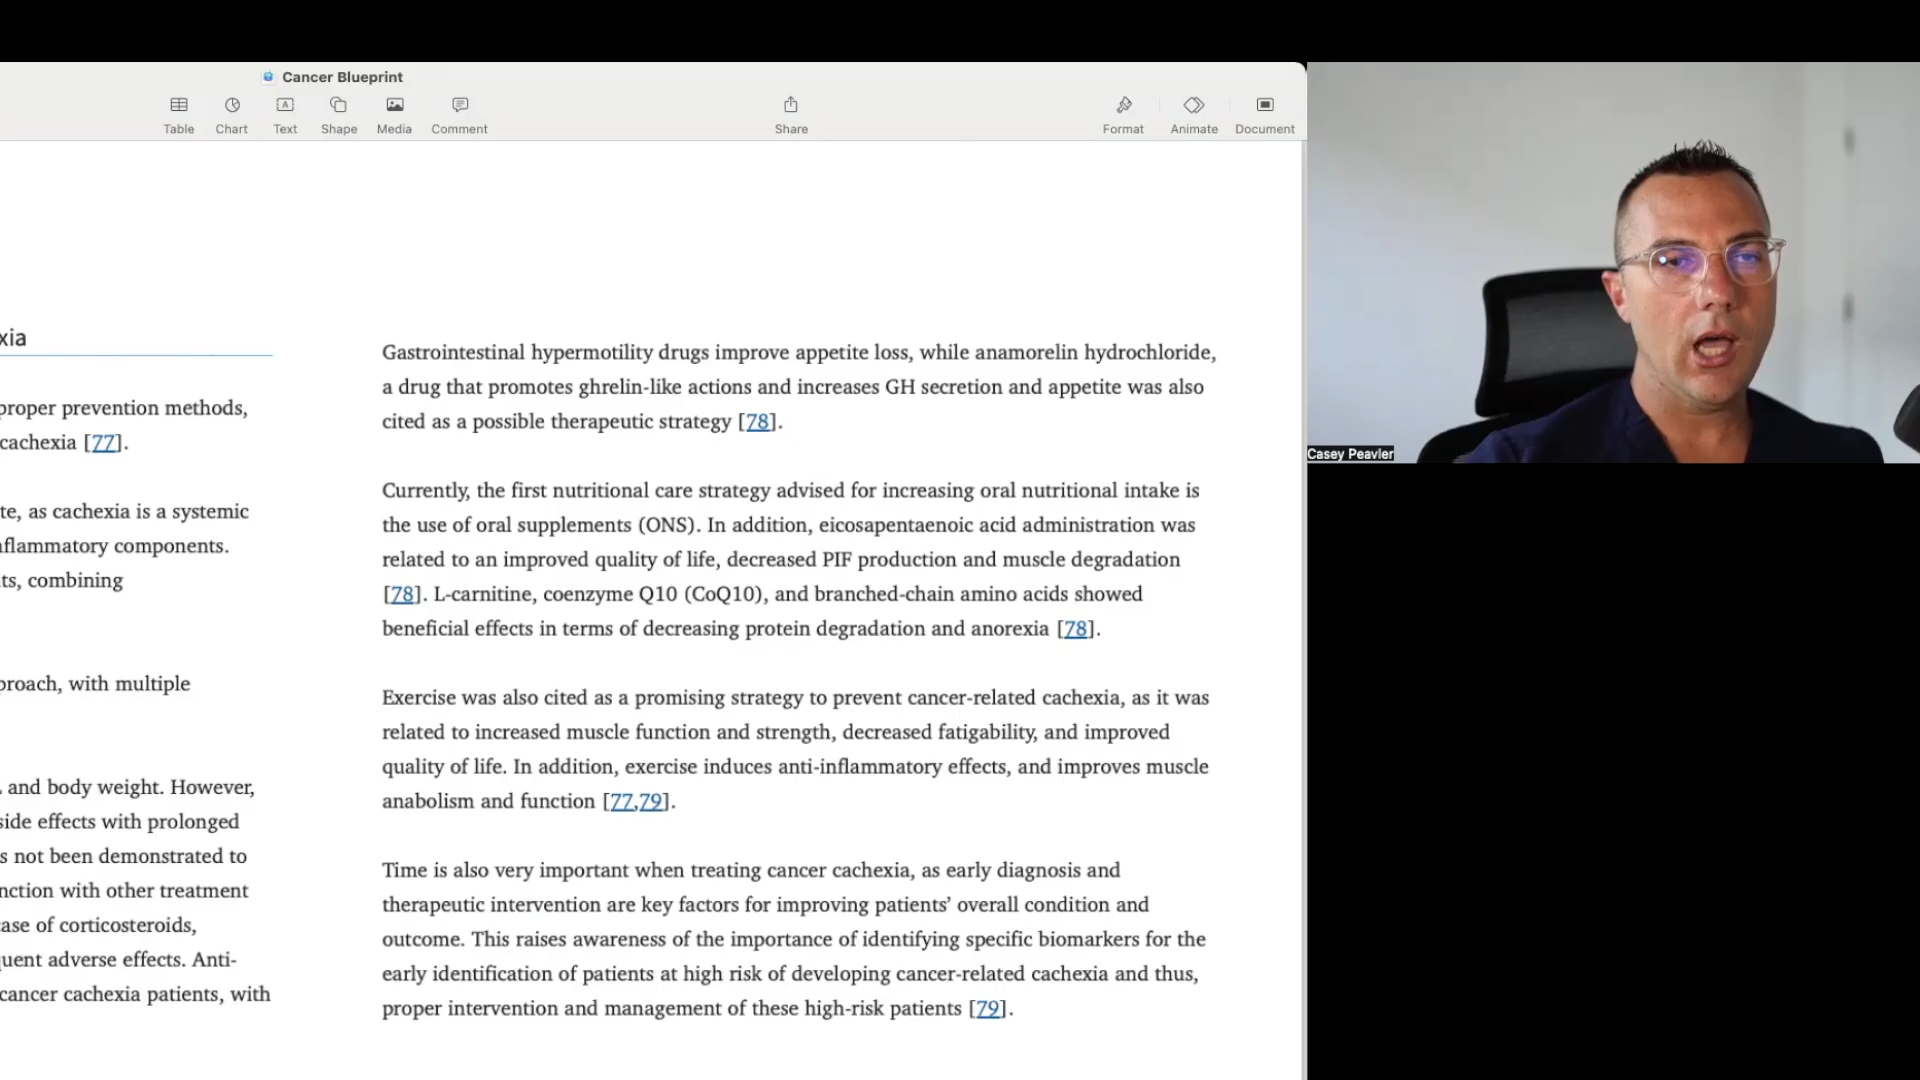 Cancer Blueprint
Table Chart Text Shape Media Comment Share Format Animate Document
xia
proper prevention methods,
cachexia [77].
te, as cachexia is a systemic
nflammatory components.
ts, combining
proach, with multiple
and body weight. However,
side effects with prolonged
s not been demonstrated to
nction with other treatment
ase of corticosteroids,
quent adverse effects. Anti-
cancer cachexia patients, with
Gastrointestinal hypermotility drugs improve appetite loss, while anamorelin hydrochloride,
a drug that promotes ghrelin-like actions and increases GH secretion and appetite was also
cited as a possible therapeutic strategy [78].
Currently, the first nutritional care strategy advised for increasing oral nutritional intake is
the use of oral supplements (ONS). In addition, eicosapentaenoic acid administration was
related to an improved quality of life, decreased PIF production and muscle degradation
[78]. L-carnitine, coenzyme Q10 (CoQ10), and branched-chain amino acids showed
beneficial effects in terms of decreasing protein degradation and anorexia [78].
Exercise was also cited as a promising strategy to prevent cancer-related cachexia, as it was
related to increased muscle function and strength, decreased fatigability, and improved
quality of life. In addition, exercise induces anti-inflammatory effects, and improves muscle
anabolism and function [77,79].
Time is also very important when treating cancer cachexia, as early diagnosis and
therapeutic intervention are key factors for improving patients’ overall condition and
outcome. This raises awareness of the importance of identifying specific biomarkers for the
early identification of patients at high risk of developing cancer-related cachexia and thus,
proper intervention and management of these high-risk patients [79].
Casey Peavler